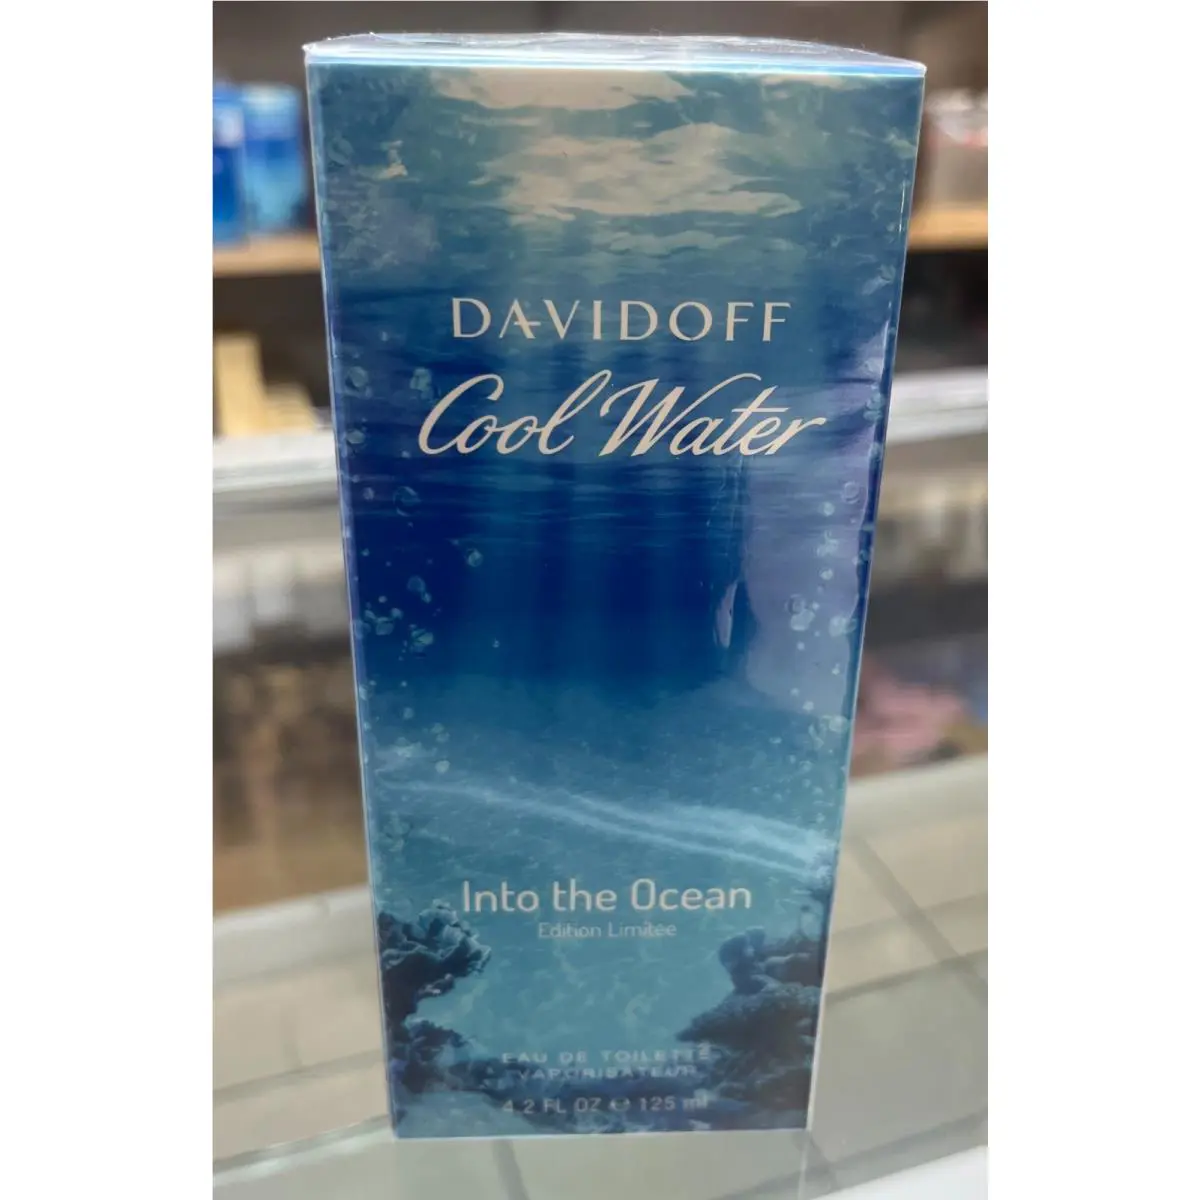 DAVIDOFF
Cool Water
Into the Ocean
Edition Limitée
EAU DE TOILETTE
VAPORISATEUR
4.2 FL OZ ℮ 125 ml